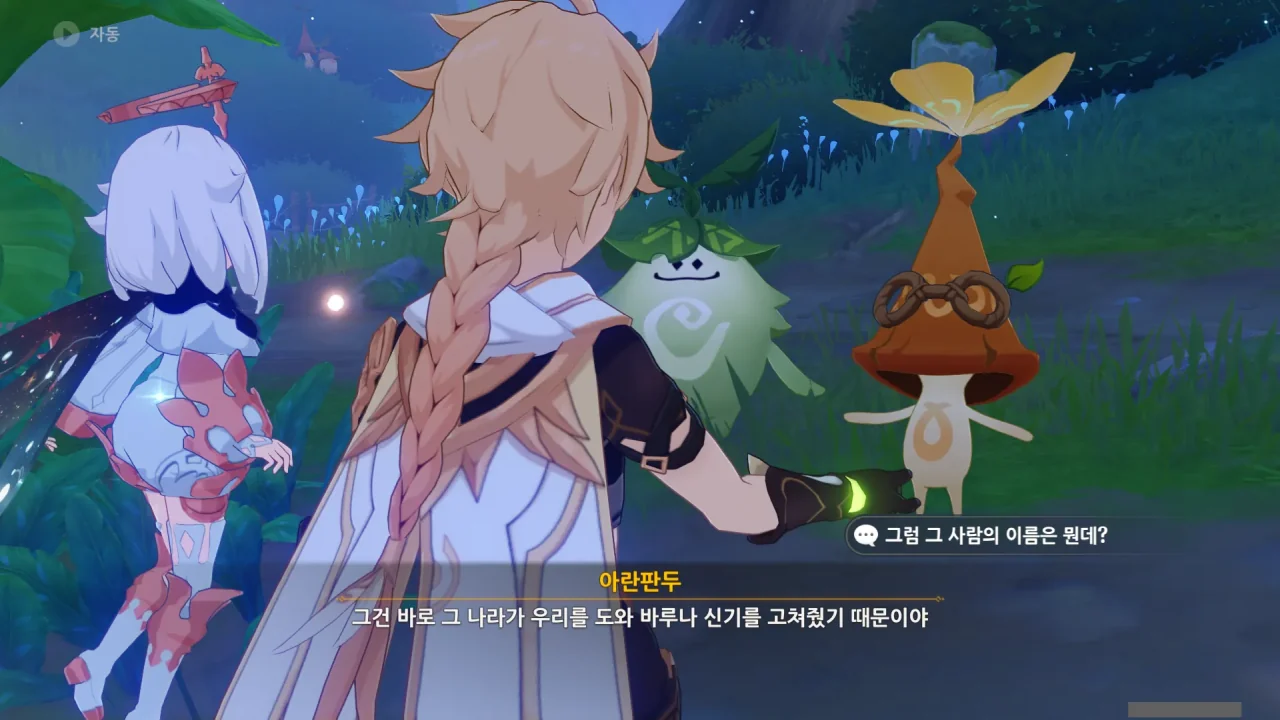 자동
그럼 그 사람의 이름은 뭔데?
아란판두
그건 바로 그 나라가 우리를 도와 바루나 신기를 고쳐줬기 때문이야